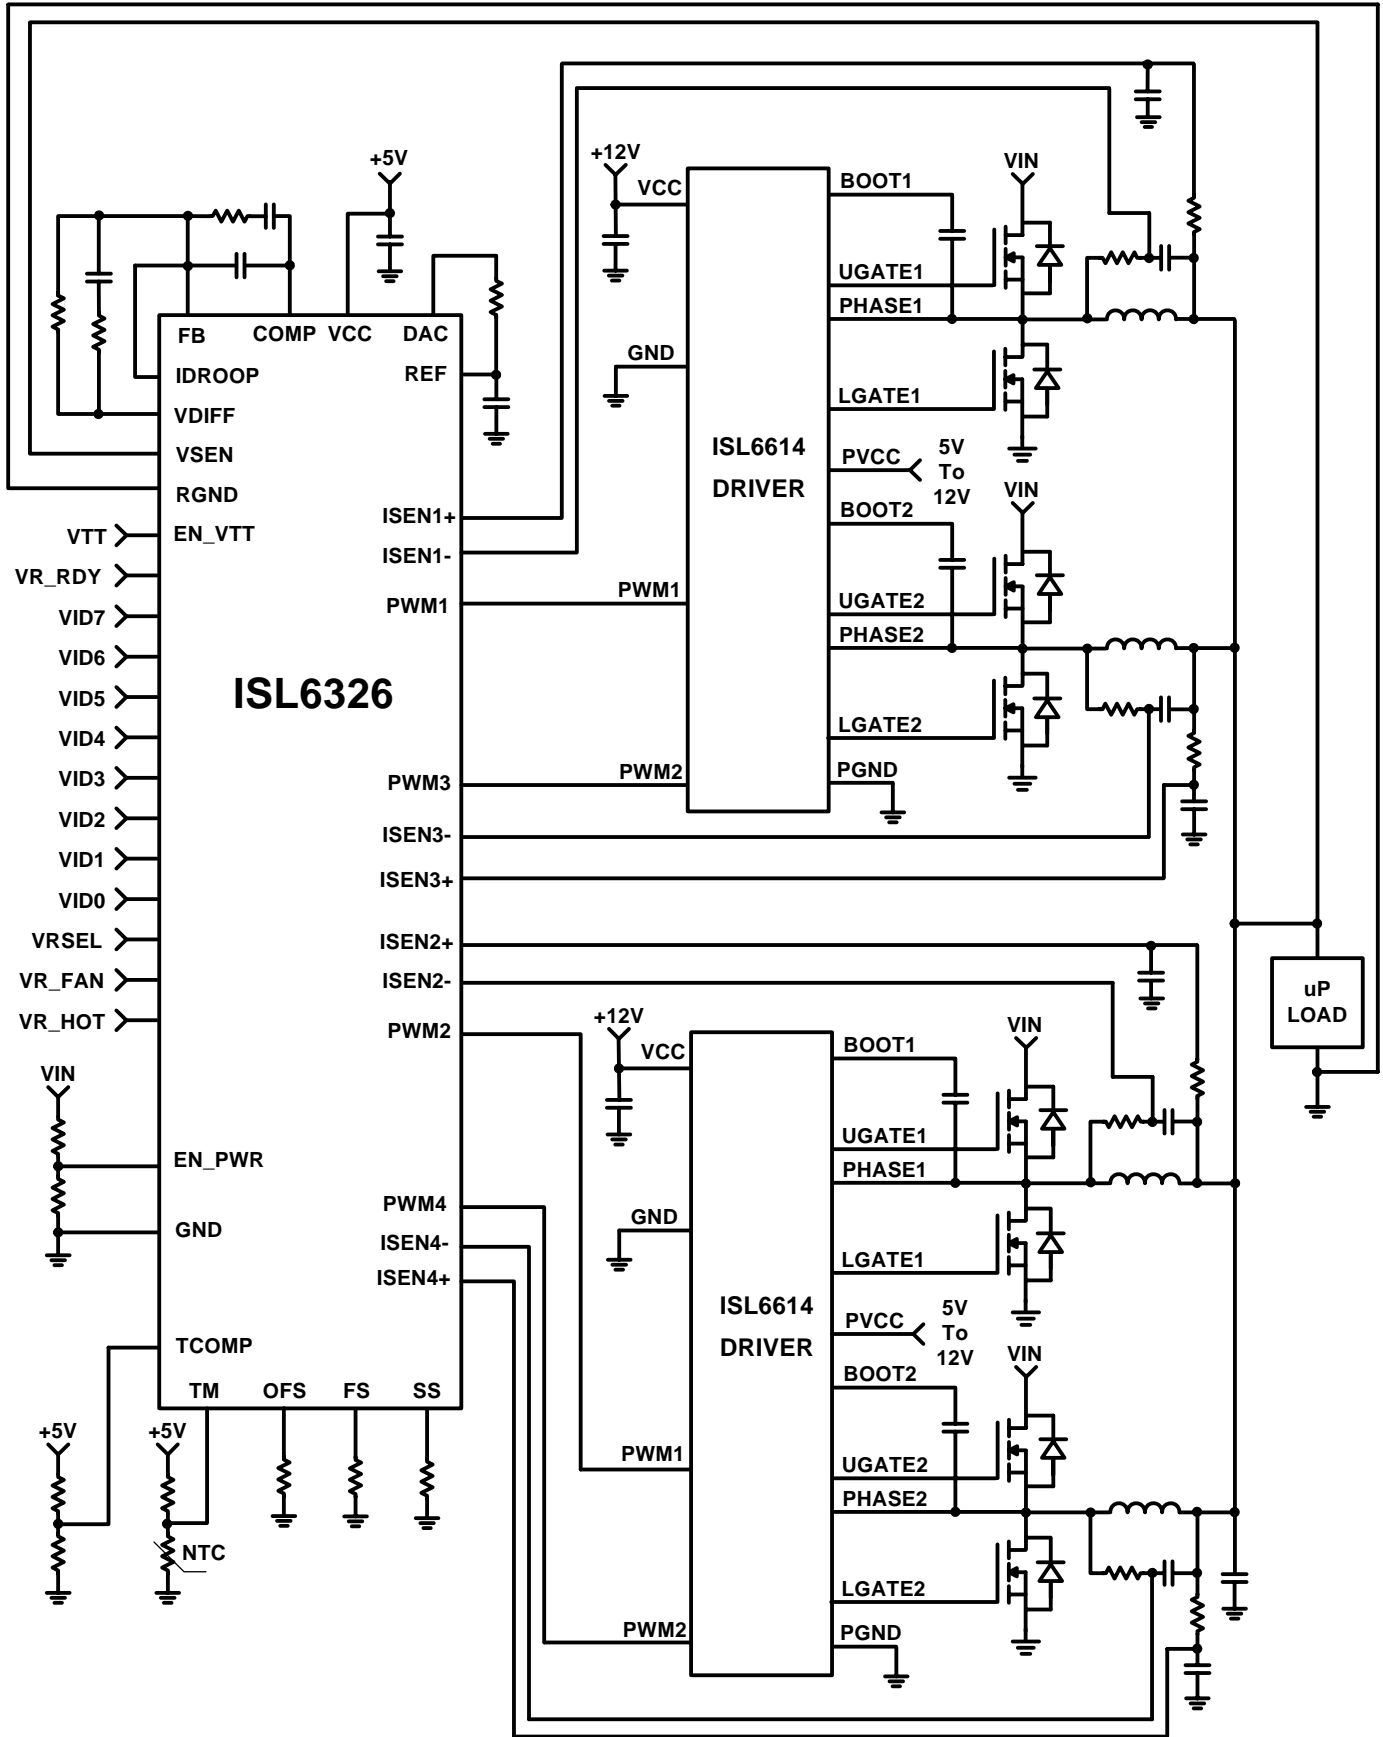 +5V
FB
COMP
VCC
DAC
IDROOP
REF
VDIFF
VSEN
RGND
EN_VTT
VTT
VR_RDY
VID7
VID6
VID5
VID4
VID3
VID2
VID1
VID0
VRSEL
VR_FAN
VR_HOT
VIN
EN_PWR
GND
TCOMP
TM
OFS
FS
SS
+5V
+5V
NTC
ISL6326
ISEN1+
ISEN1-
PWM1
PWM3
ISEN3-
ISEN3+
ISEN2+
ISEN2-
PWM2
PWM4
ISEN4-
ISEN4+
+12V
VCC
GND
PWM1
PWM2
ISL6614
DRIVER
BOOT1
UGATE1
PHASE1
LGATE1
PVCC
5V
To
12V
BOOT2
UGATE2
PHASE2
LGATE2
PGND
VIN
VIN
+12V
VCC
GND
PWM1
PWM2
ISL6614
DRIVER
BOOT1
UGATE1
PHASE1
LGATE1
PVCC
5V
To
12V
BOOT2
UGATE2
PHASE2
LGATE2
PGND
VIN
VIN
uP
LOAD